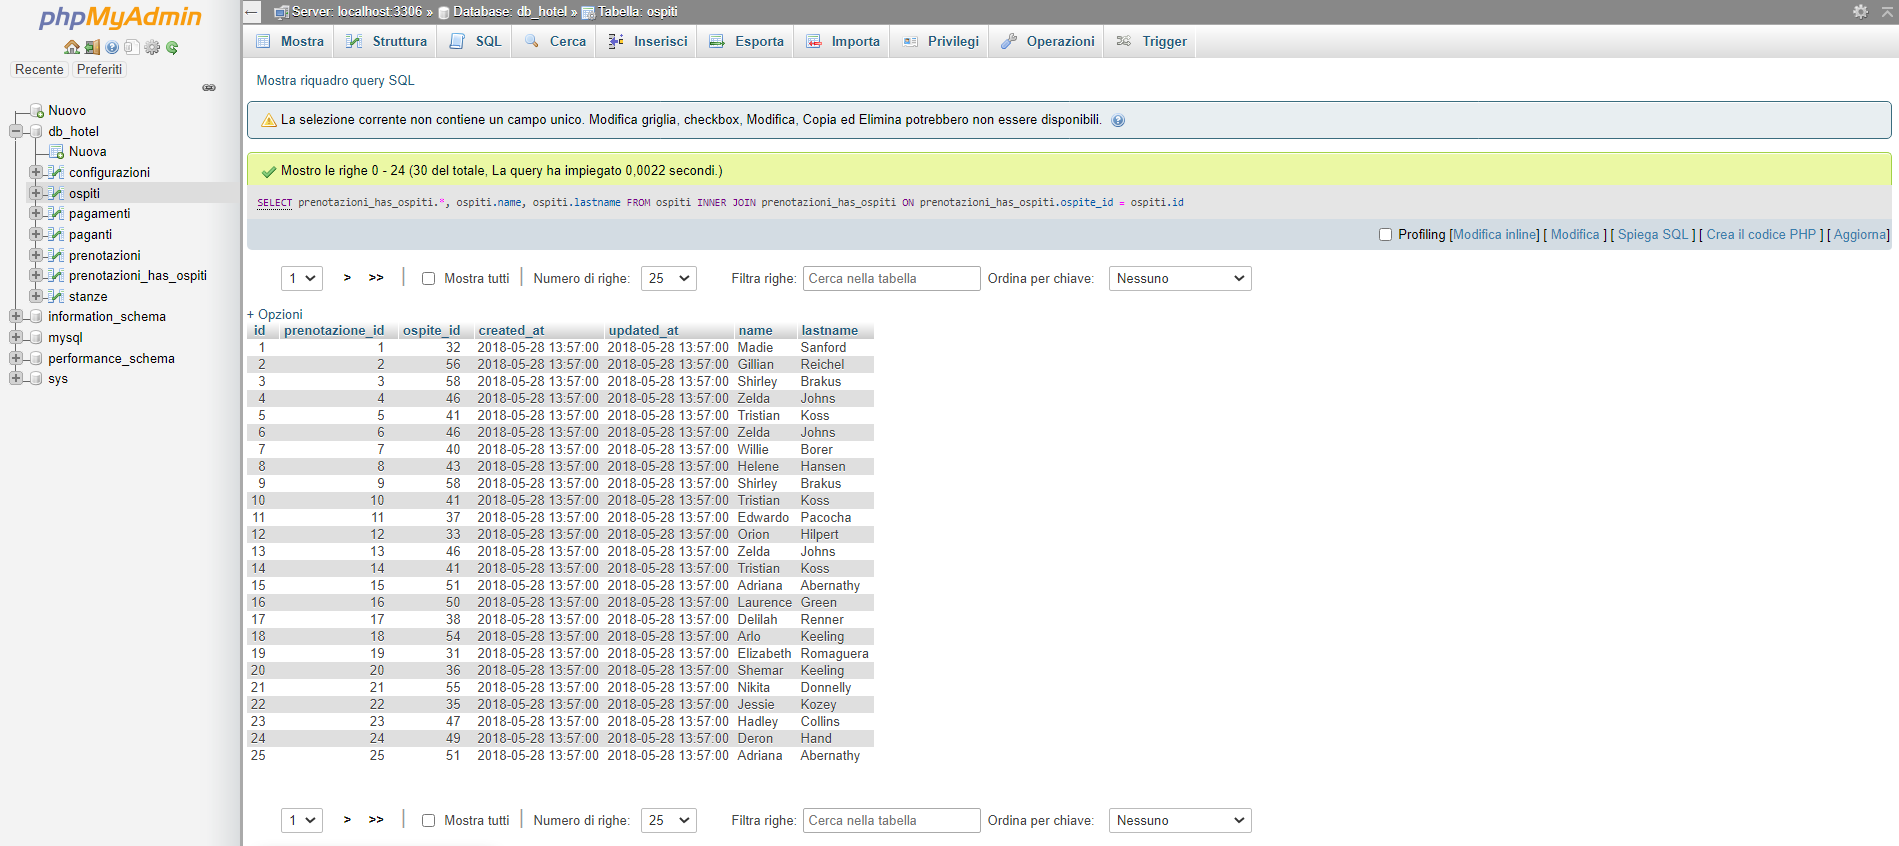 phpMyAdmin
Recente Preferiti
Nuovo
db_hotel
Nuova
configurazioni
ospiti
pagamenti
paganti
prenotazioni
prenotazioni_has_ospiti
stanze
information_schema
mysql
performance_schema
sys
Server: localhost:3306 » Database: db_hotel » Tabella: ospiti
Mostra Struttura SQL Cerca Inserisci Esporta Importa Privilegi Operazioni Trigger
Mostra riquadro query SQL
La selezione corrente non contiene un campo unico. Modifica griglia, checkbox, Modifica, Copia ed Elimina potrebbero non essere disponibili.
Mostro le righe 0 - 24 (30 del totale, La query ha impiegato 0,0022 secondi.)
SELECT prenotazioni_has_ospiti.*, ospiti.name, ospiti.lastname FROM ospiti INNER JOIN prenotazioni_has_ospiti ON prenotazioni_has_ospiti.ospite_id = ospiti.id
Profiling [Modifica inline] [ Modifica ] [ Spiega SQL ] [ Crea il codice PHP ] [ Aggiorna]
1 > >> | Mostra tutti | Numero di righe: 25 Filtra righe: Cerca nella tabella Ordina per chiave: Nessuno
+ Opzioni
id prenotazione_id ospite_id created_at updated_at name lastname
1 1 32 2018-05-28 13:57:00 2018-05-28 13:57:00 Madie Sanford
2 2 56 2018-05-28 13:57:00 2018-05-28 13:57:00 Gillian Reichel
3 3 58 2018-05-28 13:57:00 2018-05-28 13:57:00 Shirley Brakus
4 4 46 2018-05-28 13:57:00 2018-05-28 13:57:00 Zelda Johns
5 5 41 2018-05-28 13:57:00 2018-05-28 13:57:00 Tristian Koss
6 6 46 2018-05-28 13:57:00 2018-05-28 13:57:00 Zelda Johns
7 7 40 2018-05-28 13:57:00 2018-05-28 13:57:00 Willie Borer
8 8 43 2018-05-28 13:57:00 2018-05-28 13:57:00 Helene Hansen
9 9 58 2018-05-28 13:57:00 2018-05-28 13:57:00 Shirley Brakus
10 10 41 2018-05-28 13:57:00 2018-05-28 13:57:00 Tristian Koss
11 11 37 2018-05-28 13:57:00 2018-05-28 13:57:00 Edwardo Pacocha
12 12 33 2018-05-28 13:57:00 2018-05-28 13:57:00 Orion Hilpert
13 13 46 2018-05-28 13:57:00 2018-05-28 13:57:00 Zelda Johns
14 14 41 2018-05-28 13:57:00 2018-05-28 13:57:00 Tristian Koss
15 15 51 2018-05-28 13:57:00 2018-05-28 13:57:00 Adriana Abernathy
16 16 50 2018-05-28 13:57:00 2018-05-28 13:57:00 Laurence Green
17 17 38 2018-05-28 13:57:00 2018-05-28 13:57:00 Delilah Renner
18 18 54 2018-05-28 13:57:00 2018-05-28 13:57:00 Arlo Keeling
19 19 31 2018-05-28 13:57:00 2018-05-28 13:57:00 Elizabeth Romaguera
20 20 36 2018-05-28 13:57:00 2018-05-28 13:57:00 Shemar Keeling
21 21 55 2018-05-28 13:57:00 2018-05-28 13:57:00 Nikita Donnelly
22 22 35 2018-05-28 13:57:00 2018-05-28 13:57:00 Jessie Kozey
23 23 47 2018-05-28 13:57:00 2018-05-28 13:57:00 Hadley Collins
24 24 49 2018-05-28 13:57:00 2018-05-28 13:57:00 Deron Hand
25 25 51 2018-05-28 13:57:00 2018-05-28 13:57:00 Adriana Abernathy
1 > >> | Mostra tutti | Numero di righe: 25 Filtra righe: Cerca nella tabella Ordina per chiave: Nessuno